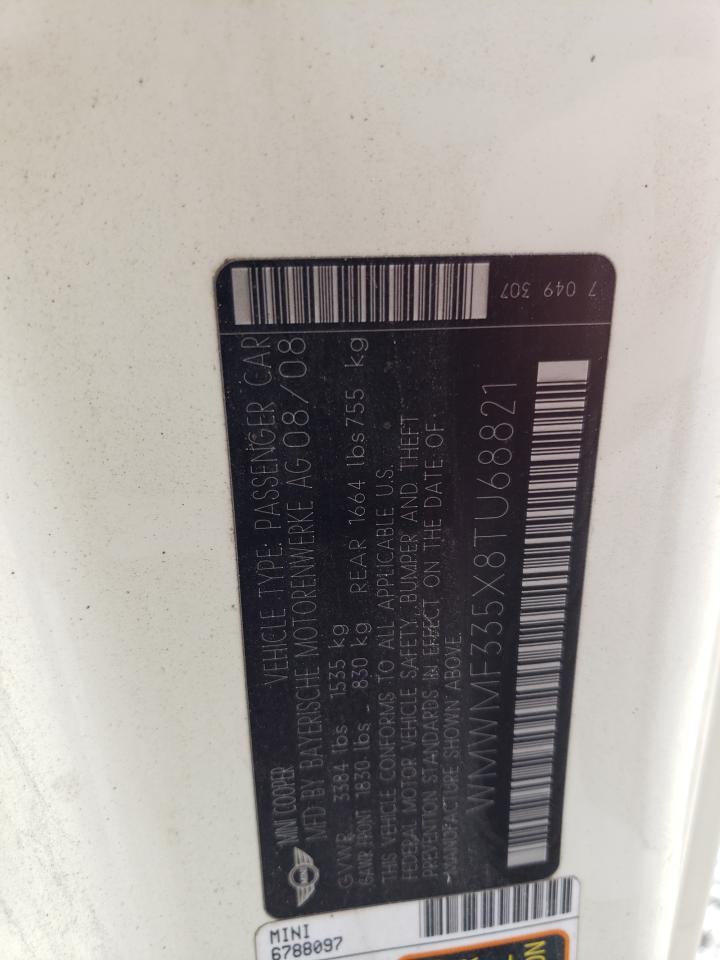 MINI COOPER VEHICLE TYPE: PASSENGER CAR
MFD BY BAYERISCHE MOTORENWERKE AG 08/08
GVWR 3384 lbs 1535 kg
GAWR FRONT 1830 lbs 830 kg REAR 1664 lbs 755 kg
THIS VEHICLE CONFORMS TO ALL APPLICABLE U.S.
FEDERAL MOTOR VEHICLE SAFETY, BUMPER AND THEFT
PREVENTION STANDARDS IN EFFECT ON THE DATE OF
MANUFACTURE SHOWN ABOVE.
WMWMF335X8TU68821
7 049 307
MINI
MINI
6788097